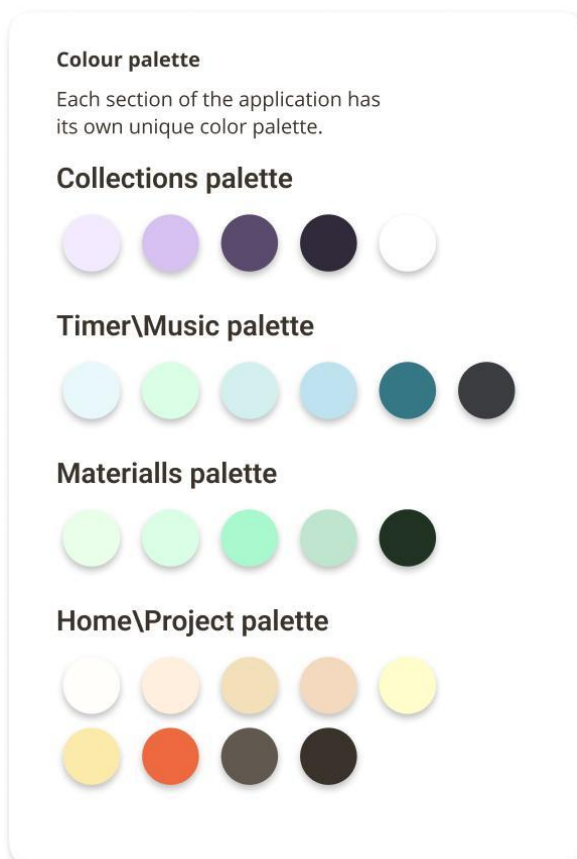 Colour palette
Each section of the application has
its own unique color palette.
Collections palette
Timer\Music palette
Materialls palette
Home\Project palette